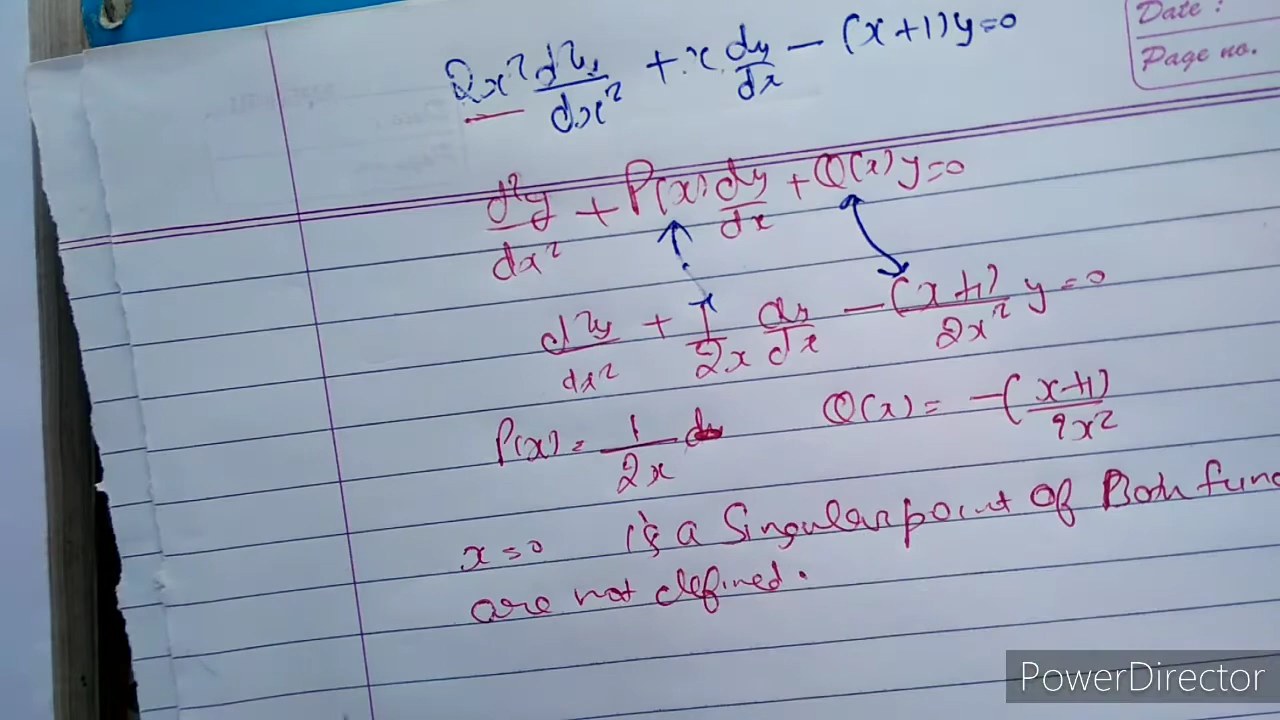 Date :
Page no.
2x² d²y/dx² + x dy/dx – (x+1)y=0
d²y/dx² + P(x) dy/dx + Q(x)y=0
d²y/dx² + 1/2x dy/dx – (x+1)/2x² y=0
P(x) = 1/2x Q(x) = –(x+1)/2x²
x=0 is a Singular point of Both func
are not defined.
PowerDirector